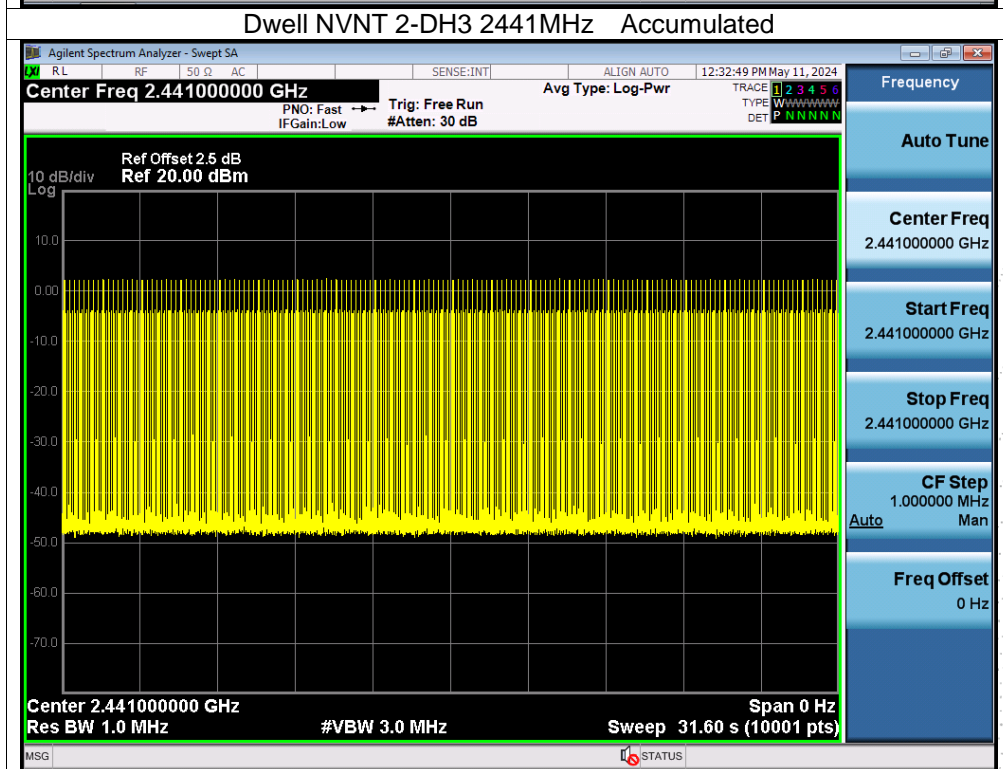 Dwell NVNT 2-DH3 2441MHz Accumulated
Agilent Spectrum Analyzer - Swept SA
LXI RL RF 50 Ω AC SENSE:INT ALIGN AUTO 12:32:49 PM May 11, 2024
Center Freq 2.441000000 GHz
PNO: Fast
IFGain:Low
Trig: Free Run
#Atten: 30 dB
Avg Type: Log-Pwr
TRACE 1 2 3 4 5 6
TYPE WWWWWWW
DET P N N N N N
Ref Offset 2.5 dB
10 dB/div Ref 20.00 dBm
Log
10.0
0.00
-10.0
-20.0
-30.0
-40.0
-50.0
-60.0
-70.0
Center 2.441000000 GHz Span 0 Hz
Res BW 1.0 MHz #VBW 3.0 MHz Sweep 31.60 s (10001 pts)
MSG STATUS
Frequency
Auto Tune
Center Freq
2.441000000 GHz
Start Freq
2.441000000 GHz
Stop Freq
2.441000000 GHz
CF Step
1.000000 MHz
Auto Man
Freq Offset
0 Hz